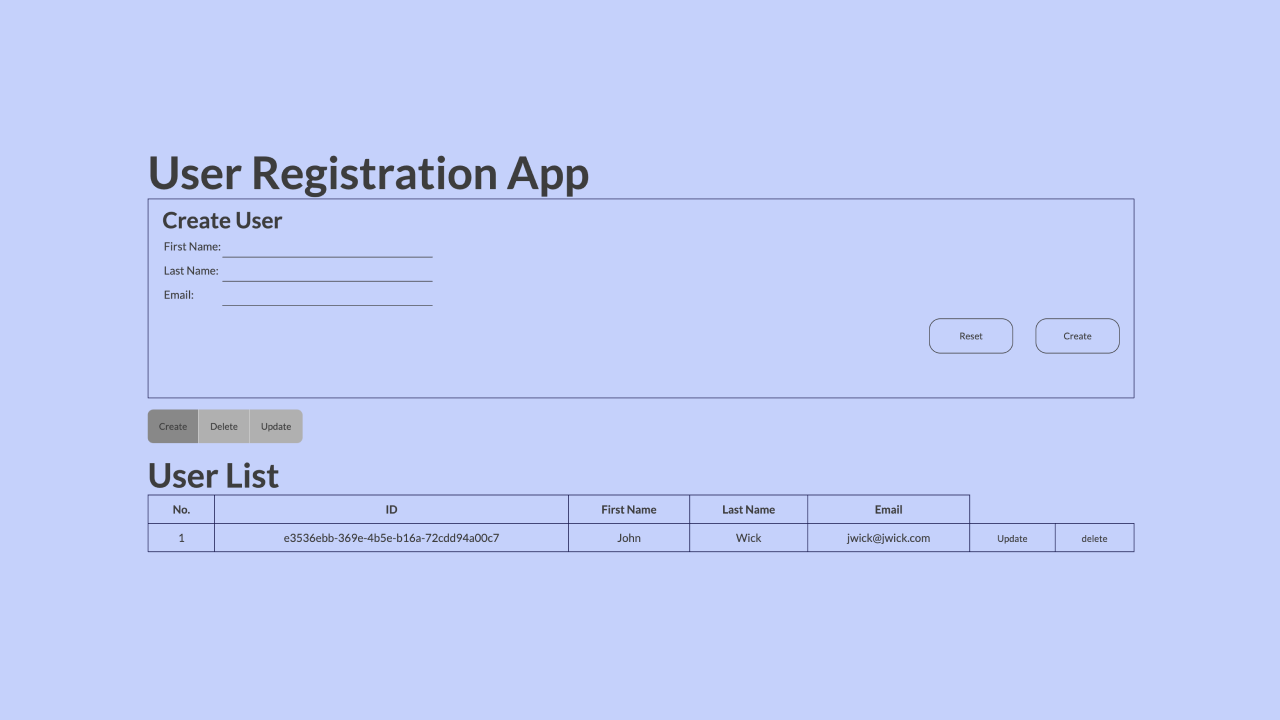 User Registration App
Create User
First Name:
Last Name:
Email:
Reset Create
Create Delete Update
User List
No. ID First Name Last Name Email
1 e3536ebb-369e-4b5e-b16a-72cdd94a00c7 John Wick jwick@jwick.com Update delete